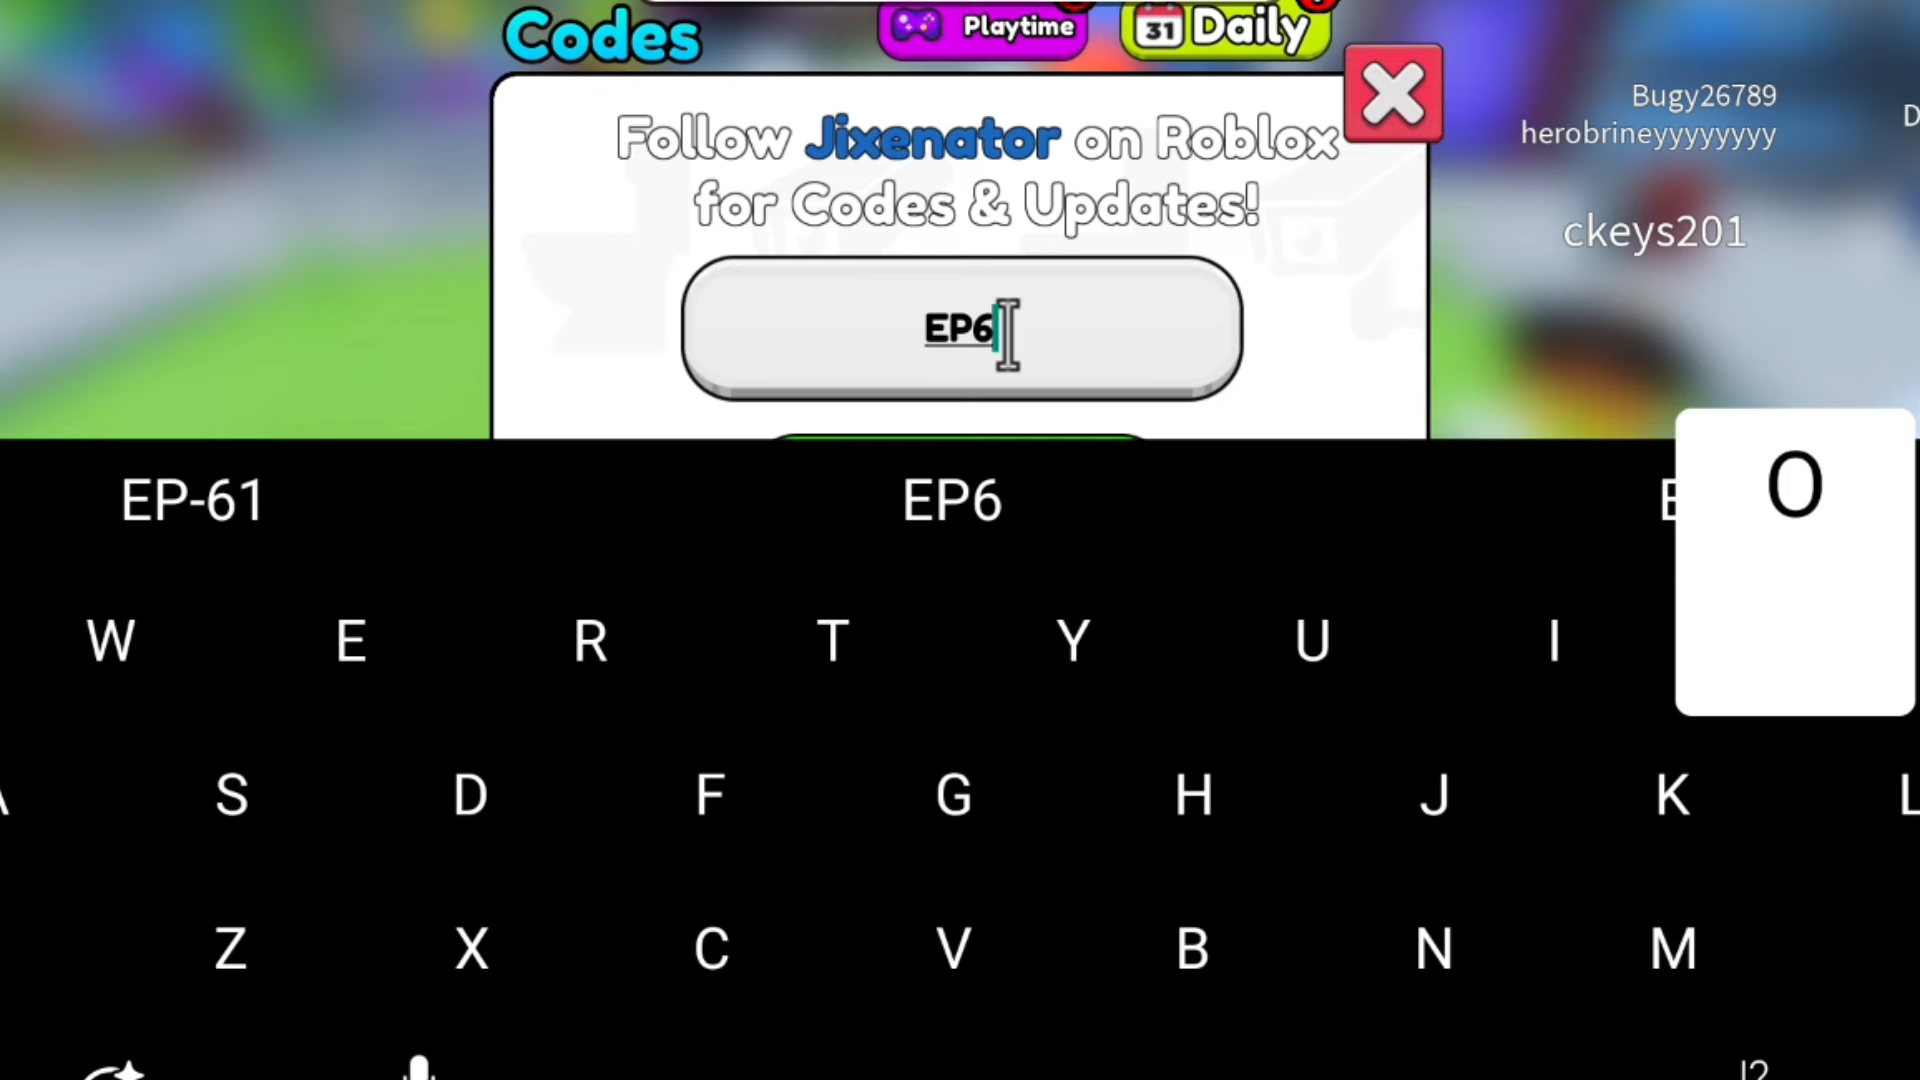 Codes
Playtime
31
Daily
Follow Jixenator on Roblox
for Codes & Updates!
Bugy26789
herobrineyyyyyyyy
ckeys201
D
EP6
EP-61
EP6
E
O
W E R T Y U I
A S D F G H J K L
Z X C V B N M